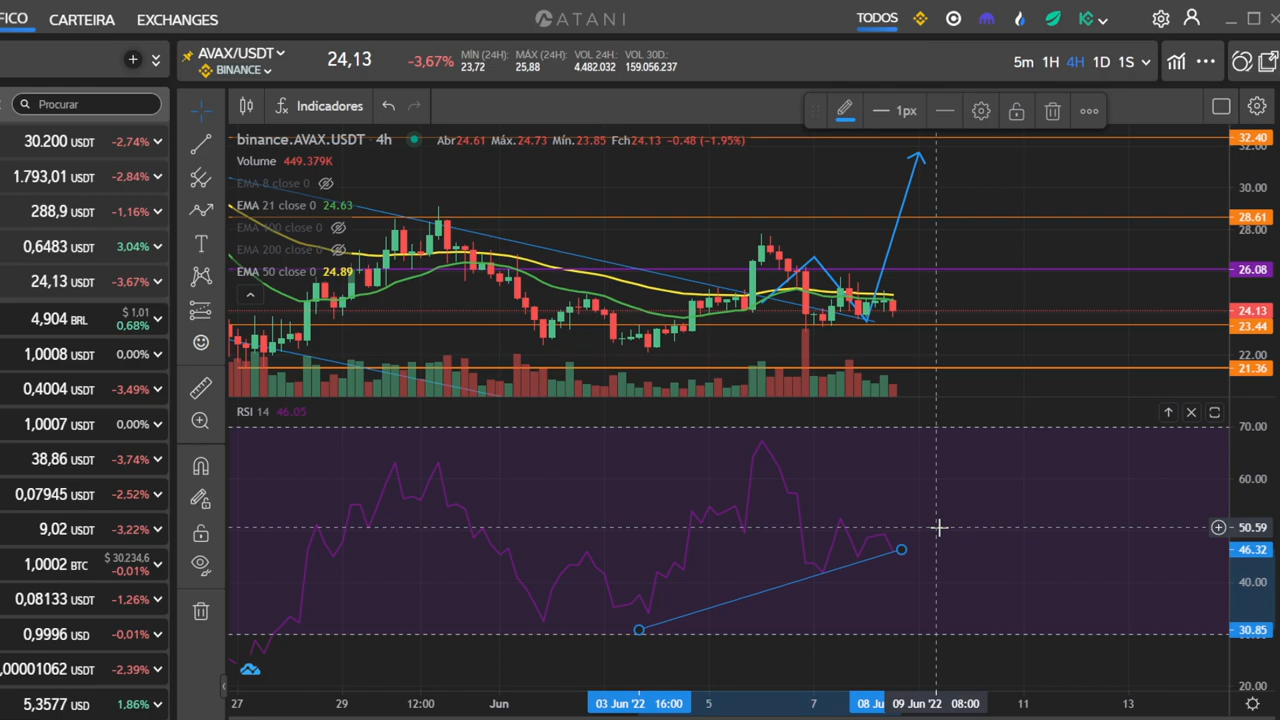 FICO CARTEIRA EXCHANGES ATANI TODOS
AVAX/USDT
BINANCE
24,13 -3,67%
MÍN (24H): 23,72
MÁX (24H): 25,88
VOL 24H: 4.482.032
VOL 30D: 159.056.237
5m 1H 4H 1D 1S
Procurar
Indicadores
1px
30.200 USDT -2,74%
1.793,01 USDT -2,84%
288,9 USDT -1,16%
0,6483 USDT 3,04%
24,13 USDT -3,67%
4,904 BRL $ 1,01 0.68%
1,0008 USDT 0,00%
0,4004 USDT -3,49%
1,0007 USDT 0,00%
38,86 USDT -3,74%
0,07945 USDT -2,52%
9,02 USDT -3,22%
1,0002 BTC $ 30234.6 -0,01%
0,08133 USDT -1,26%
0,9996 USD -0,01%
,00001062 USDT -2,39%
5,3577 USD 1,86%
binance.AVAX.USDT · 4h Abr24.61 Máx.24.73 Mín.23.85 Fch24.13 -0.48 (-1.95%)
Volume 449.379K
EMA 8 close 0
EMA 21 close 0 24.63
EMA 100 close 0
EMA 200 close 0
EMA 50 close 0 24.89
32.40
32.00
30.00
28.61
28.00
26.08
24.13
23.44
22.00
21.36
RSI 14 46.05
70.00
60.00
50.59
46.32
40.00
30.85
20.00
27 29 12:00 Jun 03 Jun '22 16:00 5 7 08 Ju 09 Jun '22 08:00 11 13